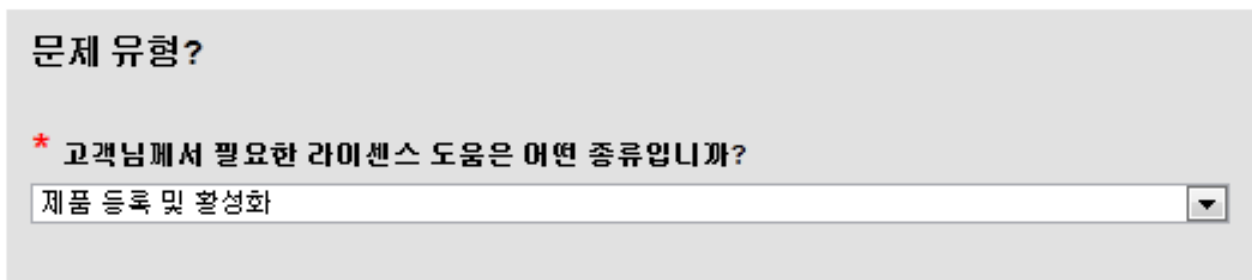 문제 유형?
* 고객님께서 필요한 라이센스 도움은 어떤 종류입니까?
제품 등록 및 활성화